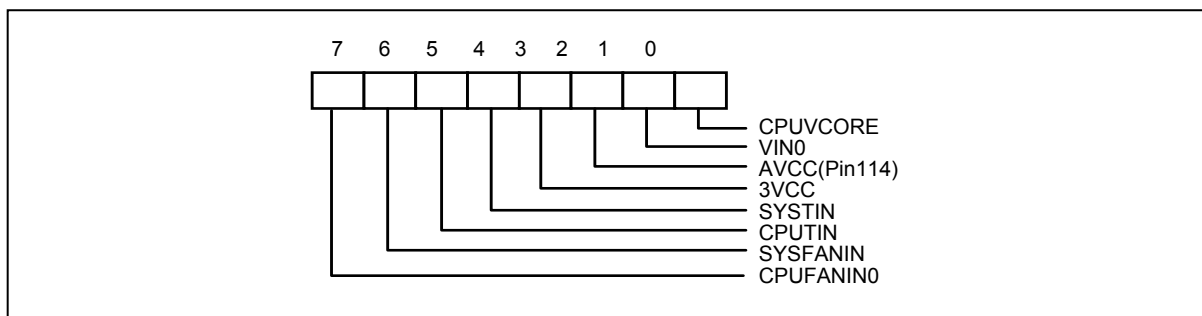 7 6 5 4 3 2 1 0
CPUVCORE
VIN0
AVCC(Pin114)
3VCC
SYSTIN
CPUTIN
SYSFANIN
CPUFANIN0